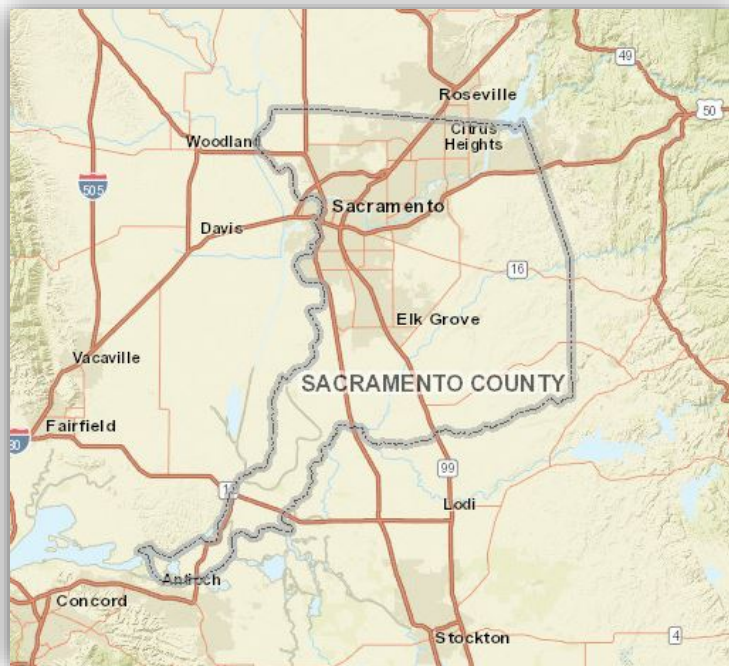 49
Roseville
50
Citrus
Heights
Woodland
505
Sacramento
Davis
16
Elk Grove
Vacaville
SACRAMENTO COUNTY
Fairfield
80
99
Lodi
Antioch
Concord
Stockton
4